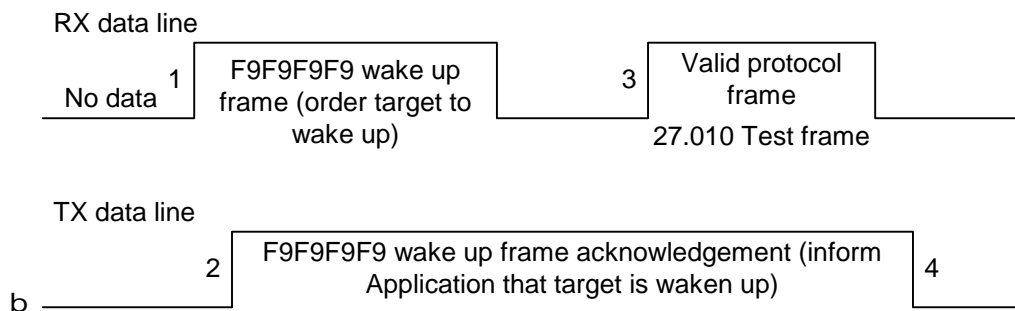 RX data line
1
No data
F9F9F9F9 wake up
frame (order target to
wake up)
3
Valid protocol
frame
27.010 Test frame
TX data line
2
F9F9F9F9 wake up frame acknowledgement (inform
Application that target is waken up)
4
b